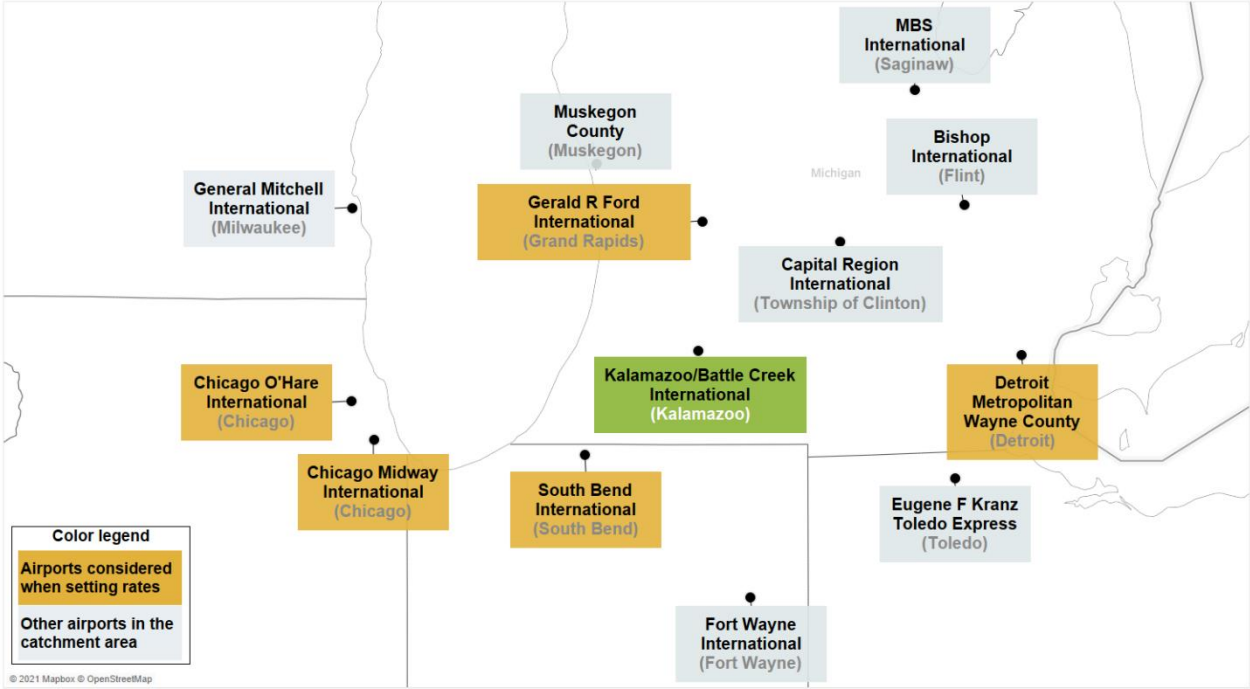 MBS
International
(Saginaw)
Muskegon
County
(Muskegon)
Bishop
International
(Flint)
Michigan
General Mitchell
International
(Milwaukee)
Gerald R Ford
International
(Grand Rapids)
Capital Region
International
(Township of Clinton)
Chicago O'Hare
International
(Chicago)
Kalamazoo/Battle Creek
International
(Kalamazoo)
Detroit
Metropolitan
Wayne County
(Detroit)
Chicago Midway
International
(Chicago)
South Bend
International
(South Bend)
Eugene F Kranz
Toledo Express
(Toledo)
Fort Wayne
International
(Fort Wayne)
Color legend
Airports considered
when setting rates
Other airports in the
catchment area
© 2021 Mapbox © OpenStreetMap